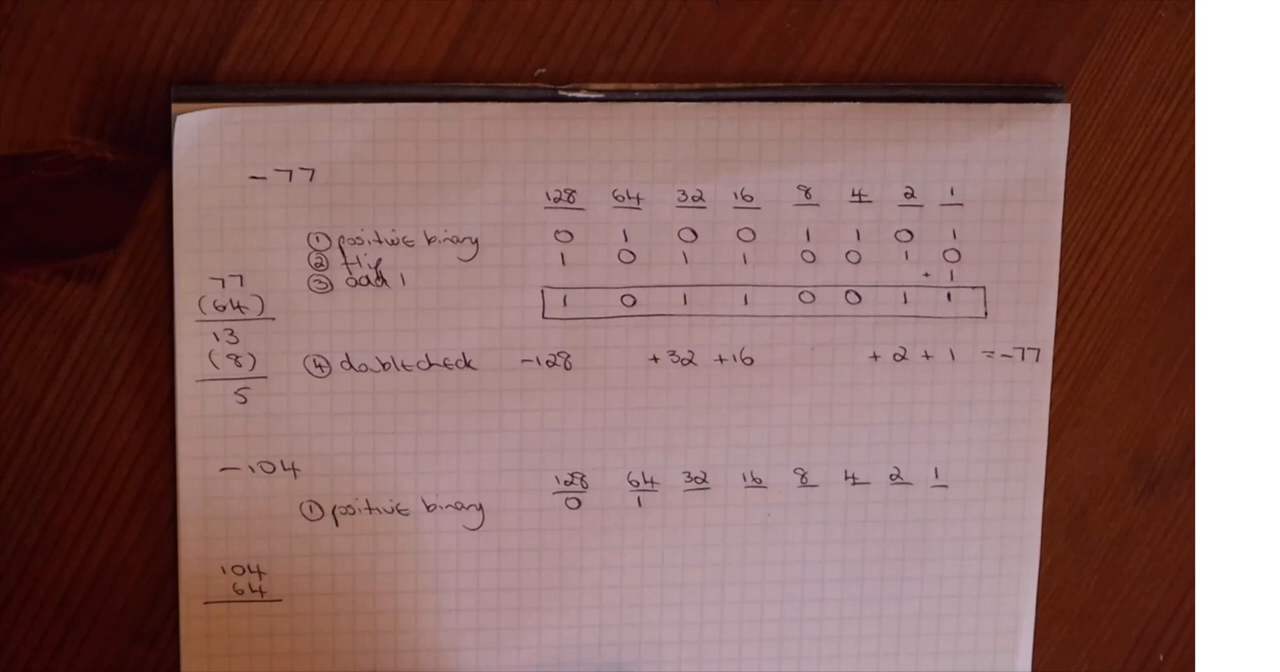 -77
128 64 32 16 8 4 2 1
① positive binary 0 1 0 0 1 1 0 1
② flip 1 0 1 1 0 0 1 0
③ add 1 + 1
1 0 1 1 0 0 1 1
77
(64)
13
(8)
5
④ doublecheck -128 +32 +16 + 2 + 1 = -77
-104
128 64 32 16 8 4 2 1
① positive binary 0 1
104
64